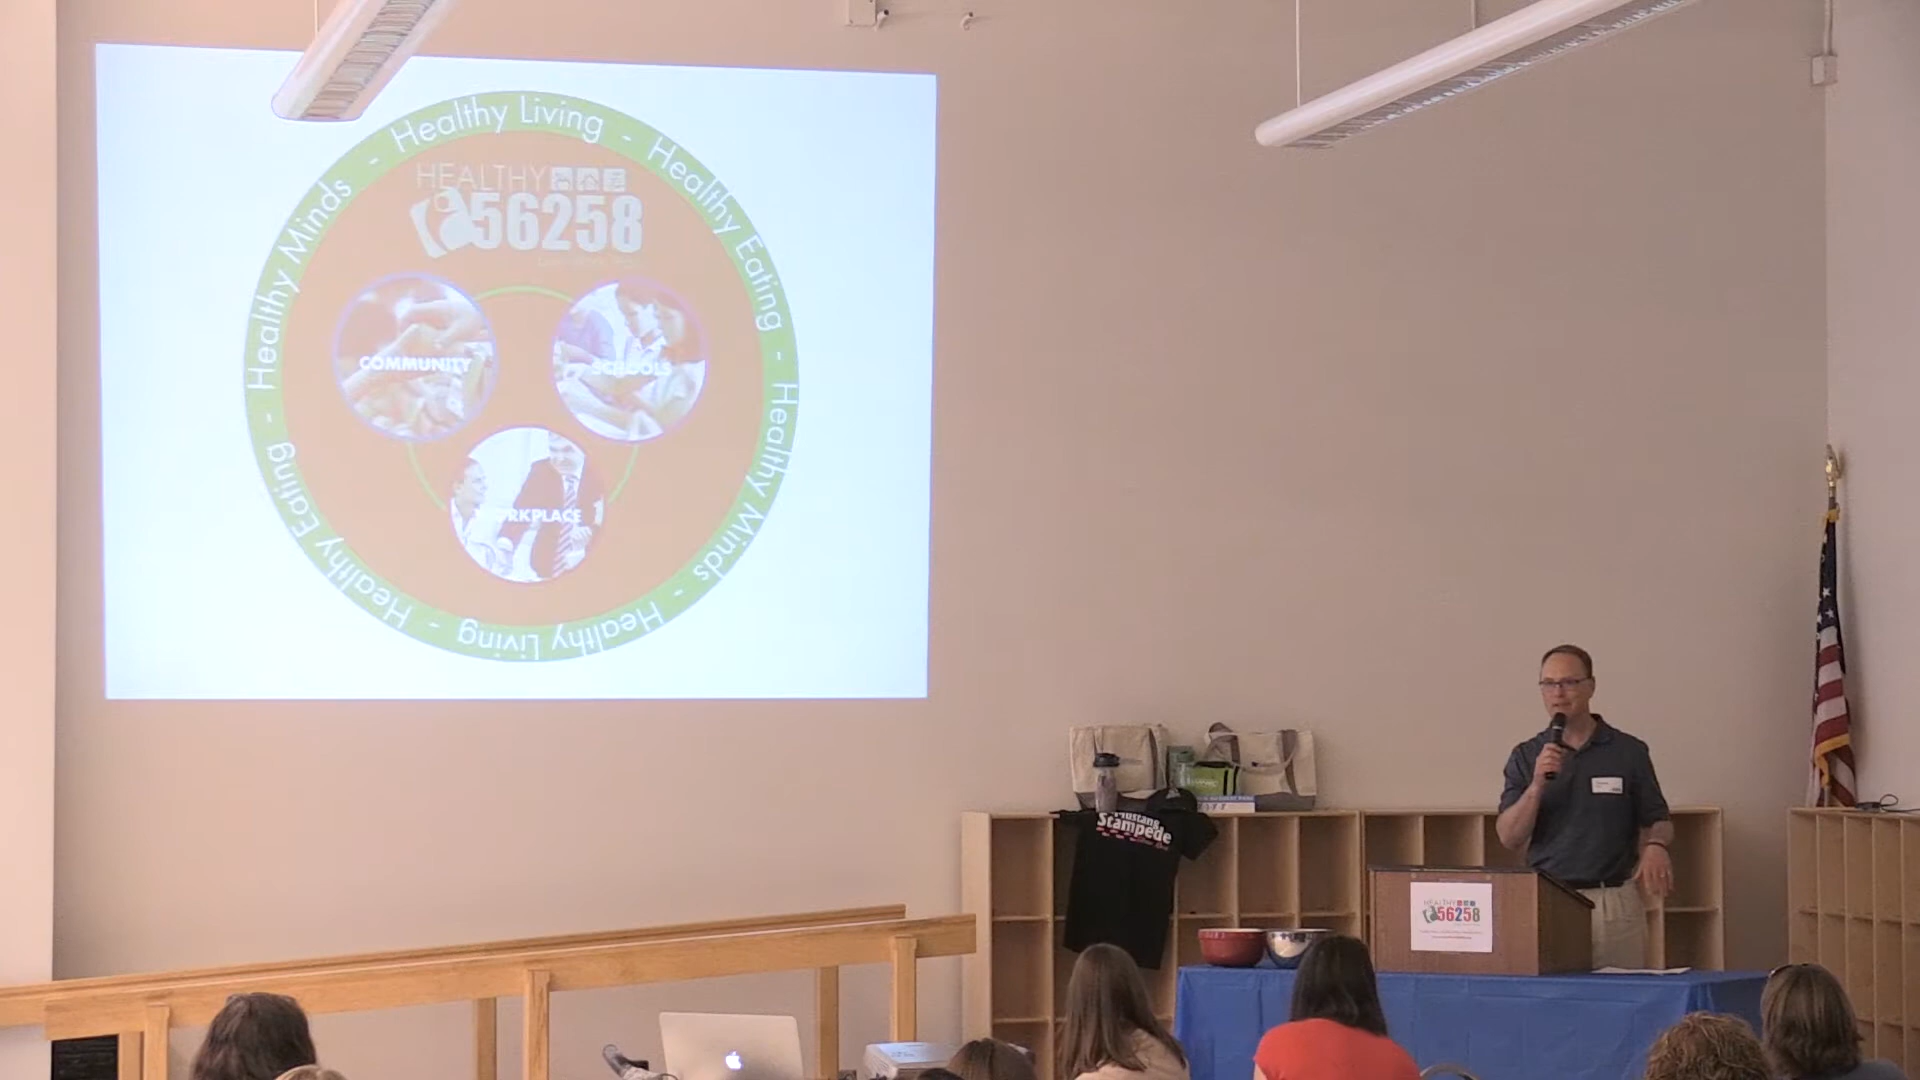 Healthy Living - Healthy Eating - Healthy Minds - Healthy Living - Healthy Eating - Healthy Minds -
HEALTHY
56258
COMMUNITY
SCHOOLS
WORKPLACE
Mustang
Stampede
HEALTHY
56258